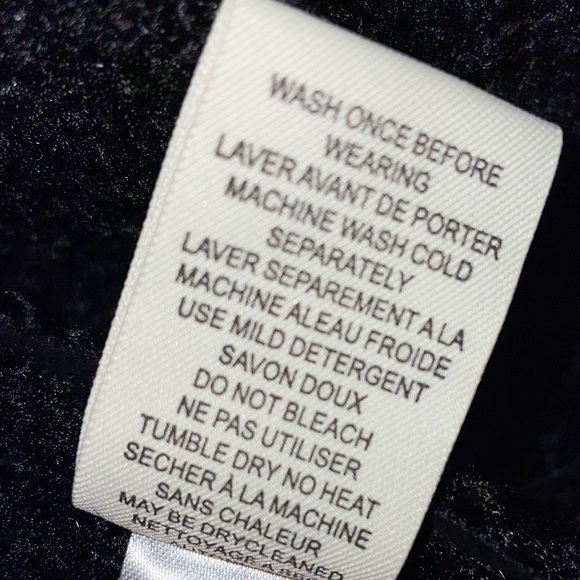 WASH ONCE BEFORE
WEARING
LAVER AVANT DE PORTER
MACHINE WASH COLD
SEPARATELY
LAVER SEPAREMENT A LA
MACHINE ALEAU FROIDE
USE MILD DETERGENT
SAVON DOUX
DO NOT BLEACH
NE PAS UTILISER
TUMBLE DRY NO HEAT
SECHER À LA MACHINE
SANS CHALEUR
MAY BE DRYCLEANED
NETTOYAGE A